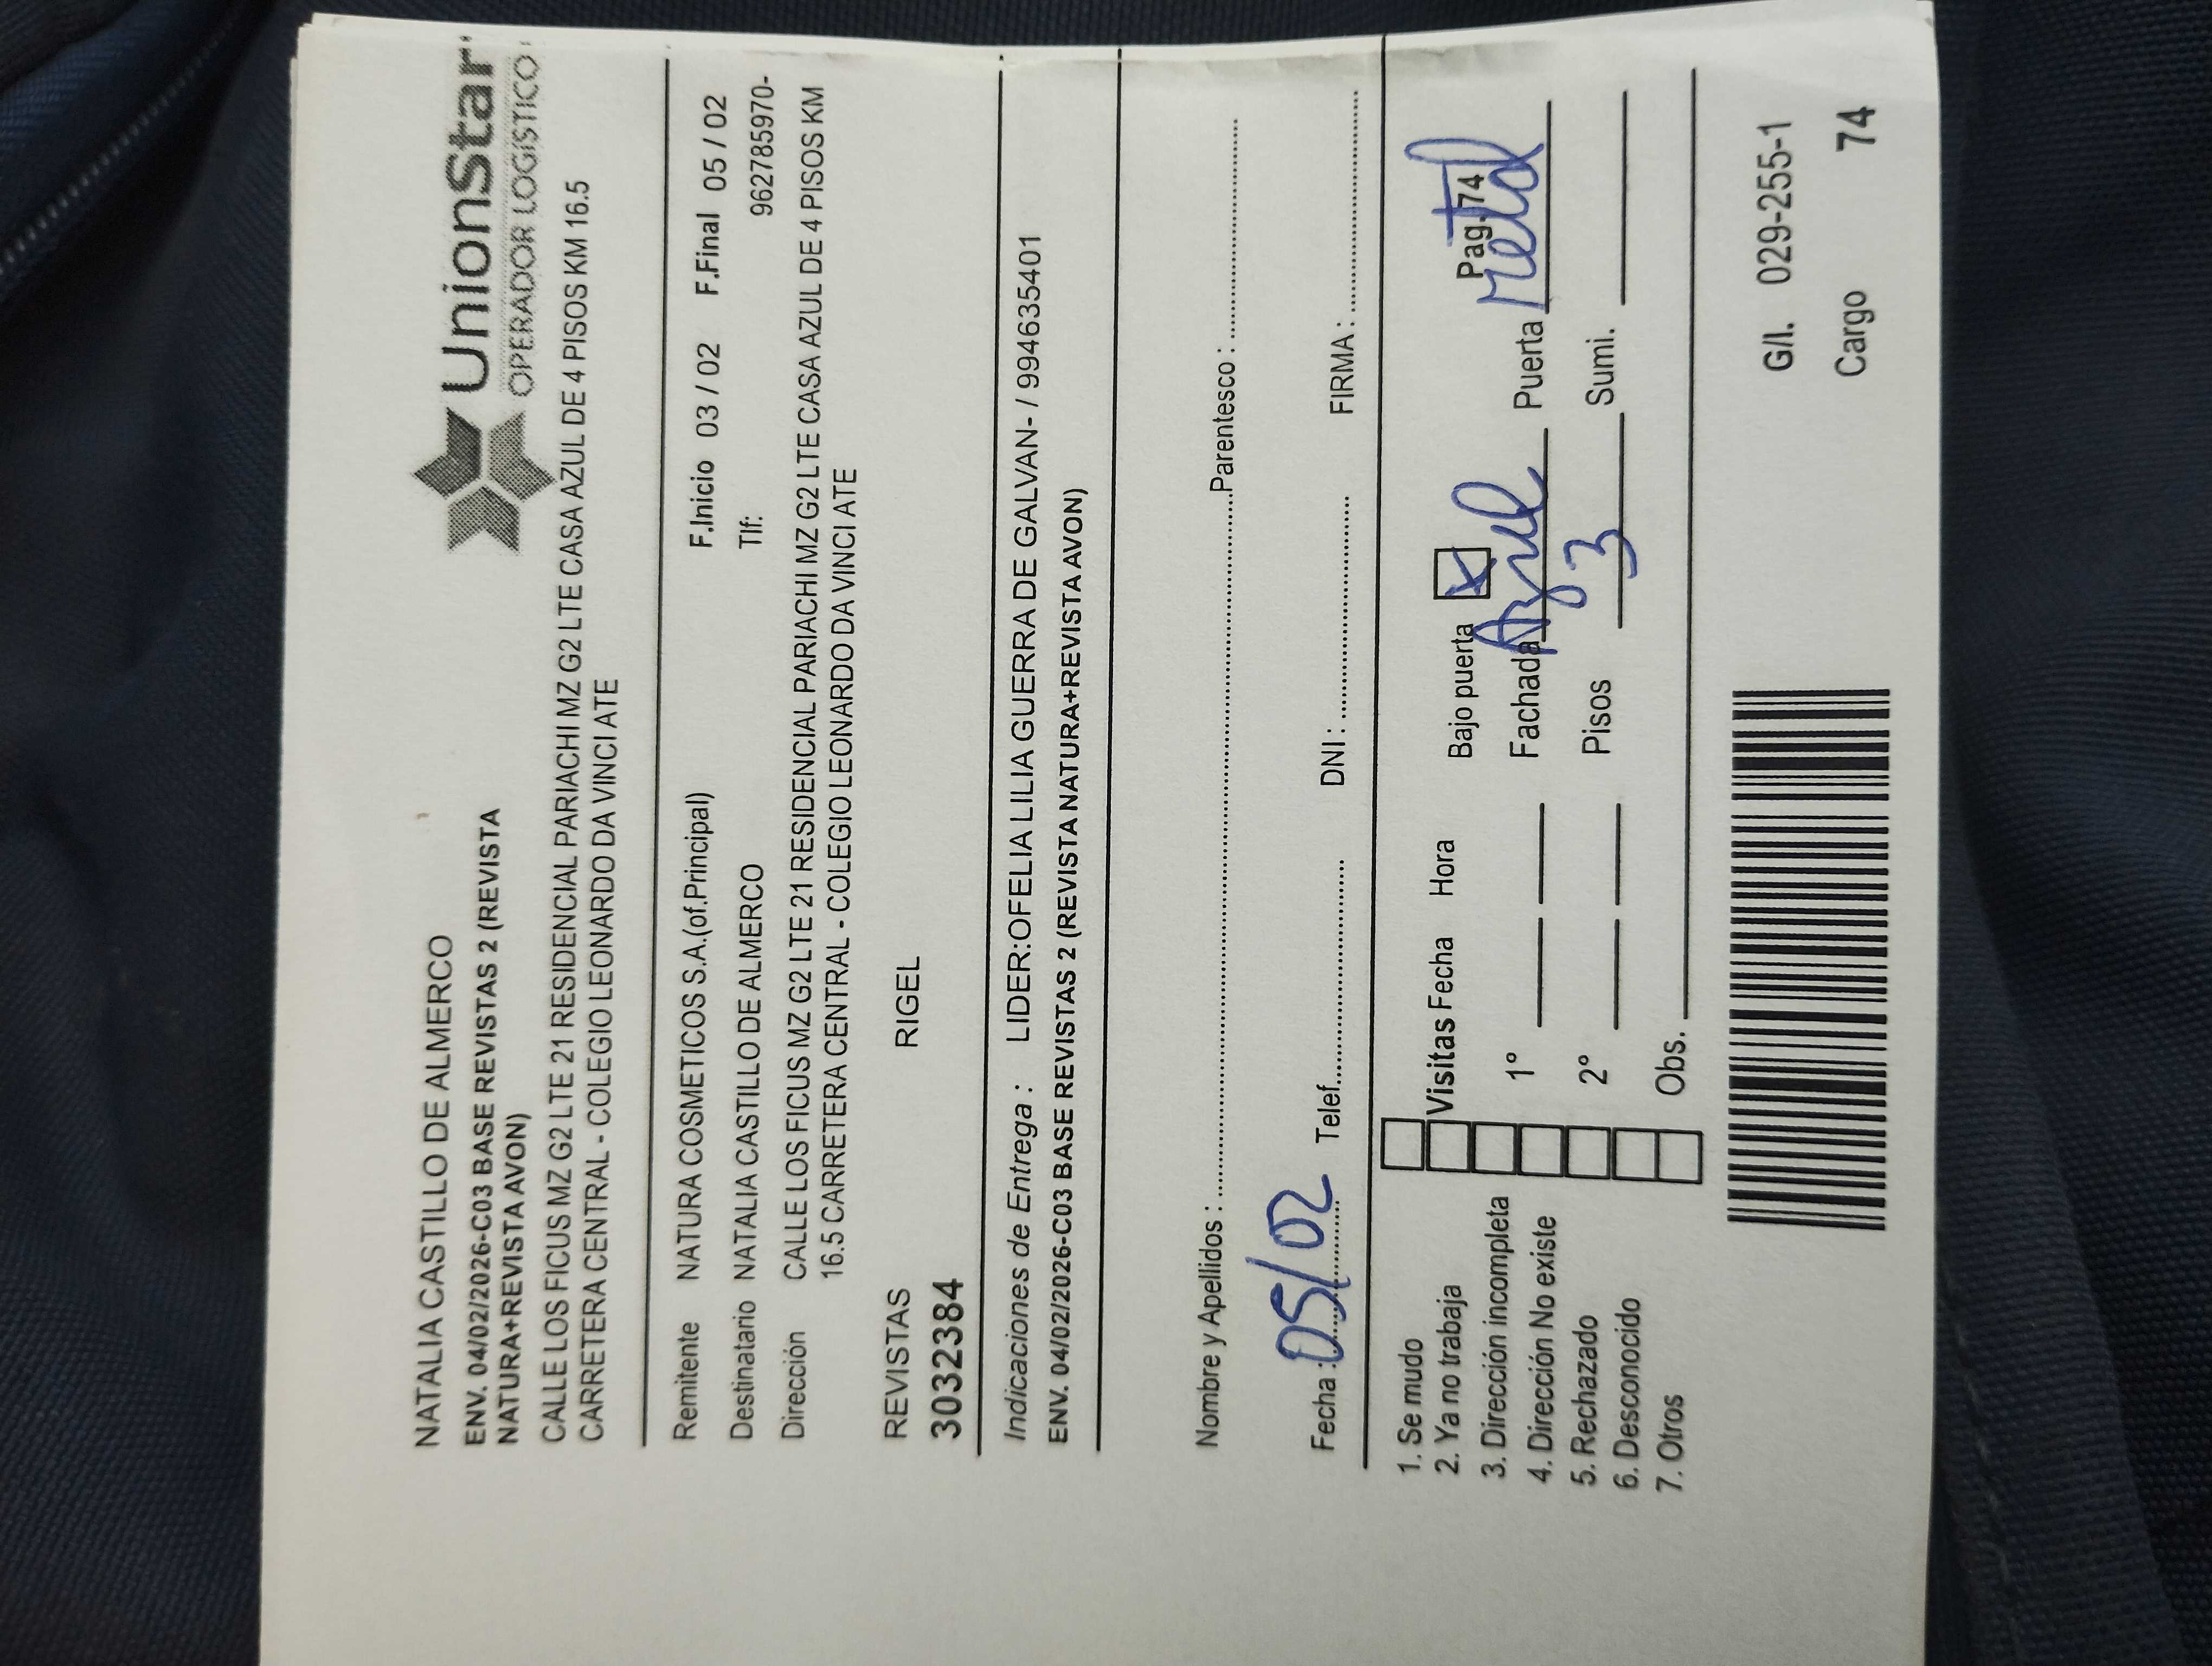 UnionStar
OPERADOR LOGISTICO
NATALIA CASTILLO DE ALMERCO
ENV. 04/02/2026-C03 BASE REVISTAS 2 (REVISTA
NATURA+REVISTA AVON)
CALLE LOS FICUS MZ G2 LTE 21 RESIDENCIAL PARIACHI MZ G2 LTE CASA AZUL DE 4 PISOS KM 16.5
CARRETERA CENTRAL - COLEGIO LEONARDO DA VINCI ATE
Remitente NATURA COSMETICOS S.A.(of.Principal) F.Inicio 03 / 02 F.Final 05 / 02
Destinatario NATALIA CASTILLO DE ALMERCO Tlf: 962785970-
Dirección CALLE LOS FICUS MZ G2 LTE 21 RESIDENCIAL PARIACHI MZ G2 LTE CASA AZUL DE 4 PISOS KM
16.5 CARRETERA CENTRAL - COLEGIO LEONARDO DA VINCI ATE
REVISTAS RIGEL
3032384
Indicaciones de Entrega : LIDER:OFELIA LILIA GUERRA DE GALVAN- / 994635401
ENV. 04/02/2026-C03 BASE REVISTAS 2 (REVISTA NATURA+REVISTA AVON)
Nombre y Apellidos : Parentesco :
Fecha : 05/02 Telef. DNI : FIRMA :
1. Se mudo
2. Ya no trabaja Visitas Fecha Hora Bajo puerta X Pag. 74
3. Dirección incompleta 1° Fachada Azul Puerta Metal
4. Dirección No existe
5. Rechazado 2° Pisos 3 Sumi.
6. Desconocido
7. Otros Obs.
G/I. 029-255-1
Cargo 74